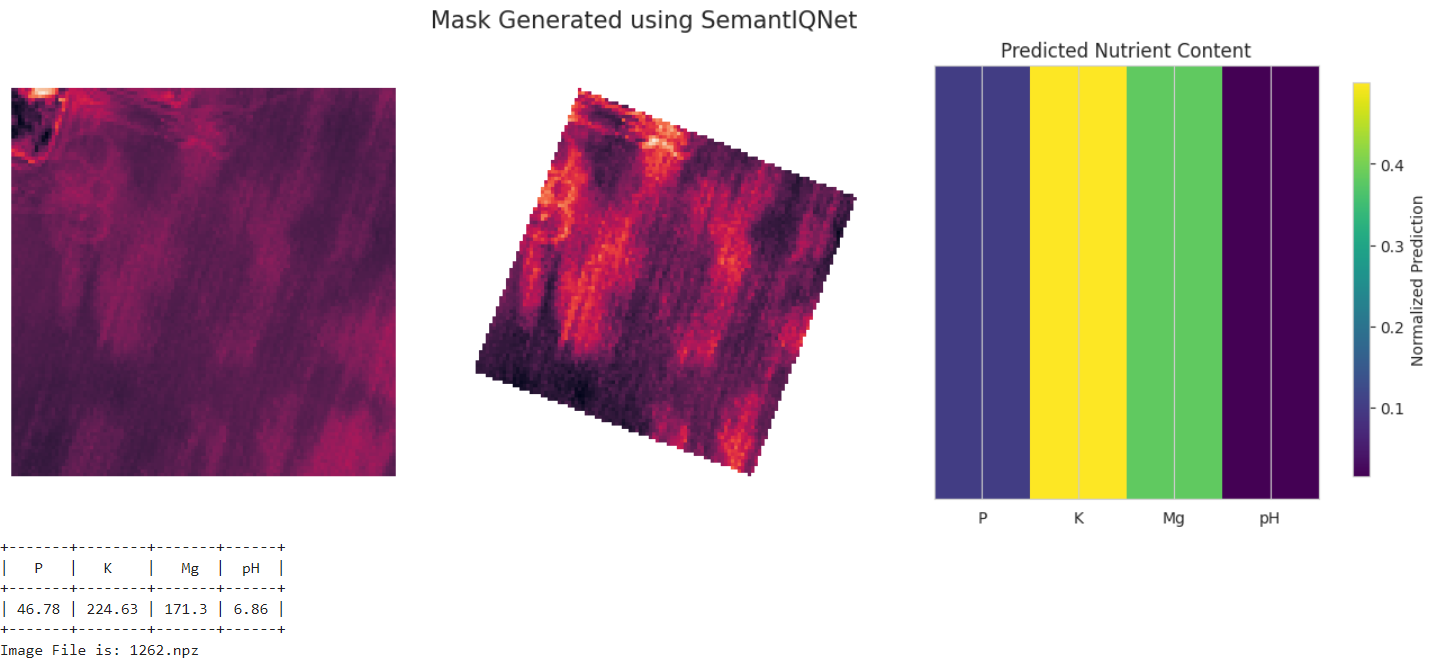 Mask Generated using SemantIQNet
Predicted Nutrient Content
0.4
0.3
0.2
0.1
Normalized Prediction
P K Mg pH
+-------+--------+-------+------+
|   P   |   K    |   Mg  |  pH  |
+-------+--------+-------+------+
| 46.78 | 224.63 | 171.3 | 6.86 |
+-------+--------+-------+------+
Image File is: 1262.npz